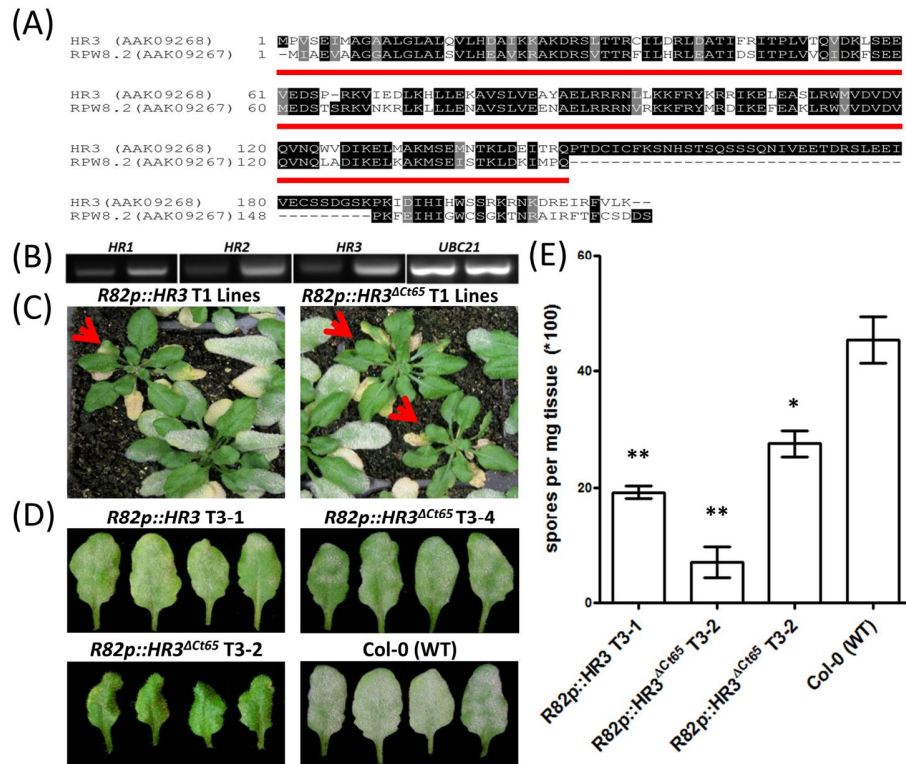 (A)
HR3 (AAK09268) 1 MPVSEIMAGAALGLALQVLHDAIKKAKDRSLTTRCILDRLDATIFRITPLVTQVDKLSEE
RPW8.2 (AAK09267) 1 -MIAEVAAGGALGLALSVLHEAVKRAKDRSVTTRFILHRLEATIDSITPLVVQIDKFSEE
HR3 (AAK09268) 61 VEDSP-RKVIEDLKHLLEKAVSLVEAYAELRRRNLLKKFRYKRRIKELEASLRWMVDVDV
RPW8.2 (AAK09267) 60 MEDSTSRKVNKRLKLLLENAVSLVEENAELRRRNVRKKFRYMRDIKEFEAKLRWVVDVDV
HR3 (AAK09268) 120 QVNQWVDIKELMAKMSEMNTKLDEITRQPTDCICFKSNHSTSQSSSQNIVEETDRSLEEI
RPW8.2 (AAK09267) 120 QVNQLADIKELKAKMSEISTKLDKIMPQ--------------------------------
HR3 (AAK09268) 180 VECSSDGSKPKIDIHIHWSSRKRNKDREIRFVLK--
RPW8.2(AAK09267) 148 ---------PKFEIHIGWCSGKTNRAIRFTFCSDDS
(B) HR1 HR2 HR3 UBC21
(C) R82p::HR3 T1 Lines R82p::HR3ΔCt65 T1 Lines
(D) R82p::HR3 T3-1 R82p::HR3ΔCt65 T3-4
R82p::HR3ΔCt65 T3-2 Col-0 (WT)
(E)
spores per mg tissue (*100)
60
40
20
0
**
**
*
R82p::HR3 T3-1
R82p::HR3ΔCt65 T3-2
R82p::HR3ΔCt65 T3-2
Col-0 (WT)